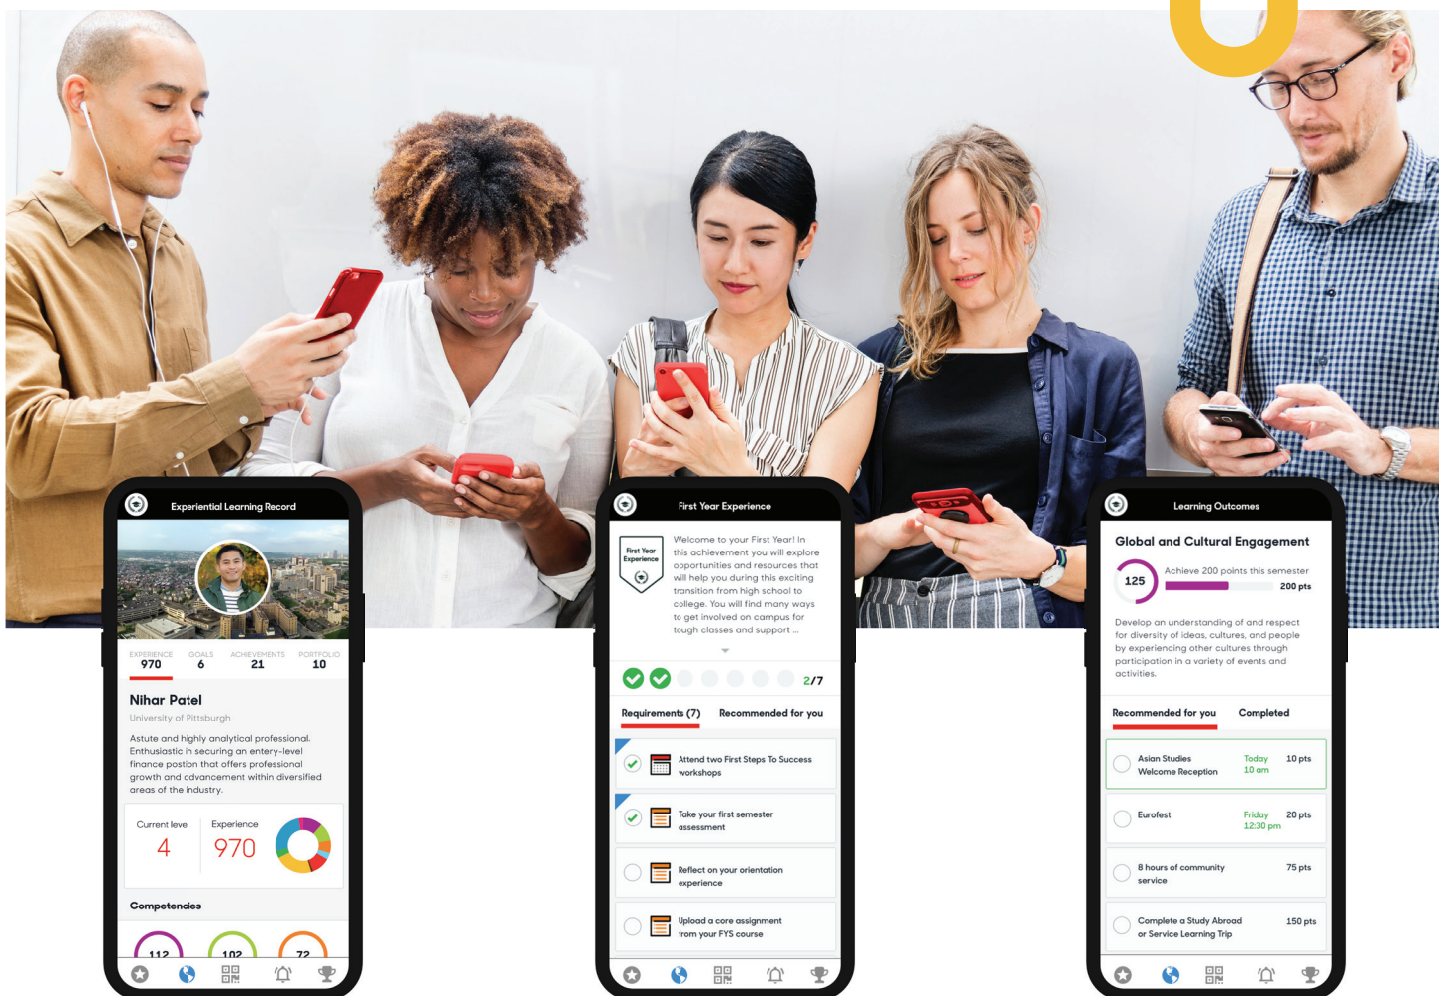 Experiential Learning Record
EXPERIENCE GOALS ACHIEVEMENTS PORTFOLIO
970 6 21 10
Nihar Patel
University of Pittsburgh
Astute and highly analytical professional.
Enthusiastic in securing an entery-level
finance postion that offers professional
growth and advancement within diversified
areas of the industry.
Current leve Experience
4 970
Competencies
112 102 72
First Year Experience
First Year
Experience
Welcome to your First Year! In
this achievement you will explore
opportunities and resources that
will help you during this exciting
transition from high school to
college. You will find many ways
to get involved on campus for
tough classes and support ...
2/7
Requirements (7) Recommended for you
Attend two First Steps To Success
workshops
Take your first semester
assessment
Reflect on your orientation
experience
Upload a core assignment
from your FYS course
Learning Outcomes
Global and Cultural Engagement
125
Achieve 200 points this semester
200 pts
Develop an understanding of and respect
for diversity of ideas, cultures, and people
by experiencing other cultures through
participation in a variety of events and
activities.
Recommended for you Completed
Asian Studies Today 10 pts
Welcome Reception 10 am
Eurofest Friday 20 pts
12:30 pm
8 hours of community 75 pts
service
Complete a Study Abroad 150 pts
or Service Learning Trip